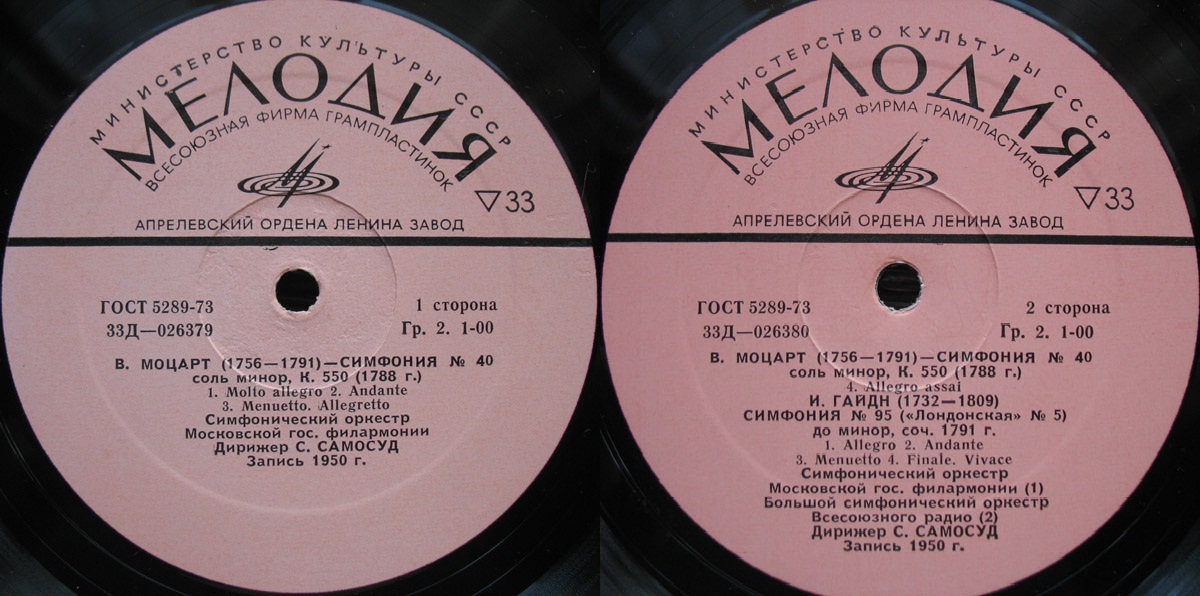 МИНИСТЕРСТВО КУЛЬТУРЫ СССР
МЕЛОДИЯ
ВСЕСОЮЗНАЯ ФИРМА ГРАМПЛАСТИНОК
▽33
АПРЕЛЕВСКИЙ ОРДЕНА ЛЕНИНА ЗАВОД
ГОСТ 5289-73
1 сторона
33Д—026379
Гр. 2. 1-00
В. МОЦАРТ (1756—1791)—СИМФОНИЯ № 40
соль минор, К. 550 (1788 г.)
1. Molto allegro 2. Andante
3. Menuetto. Allegretto
Симфонический оркестр
Московской гос. филармонии
Дирижер С. САМОСУД
Запись 1950 г.
МИНИСТЕРСТВО КУЛЬТУРЫ СССР
МЕЛОДИЯ
ВСЕСОЮЗНАЯ ФИРМА ГРАМПЛАСТИНОК
▽33
АПРЕЛЕВСКИЙ ОРДЕНА ЛЕНИНА ЗАВОД
ГОСТ 5289-73
2 сторона
33Д—026380
Гр. 2. 1-00
В. МОЦАРТ (1756—1791)—СИМФОНИЯ № 40
соль минор, К. 550 (1788 г.)
4. Allegro assai
И. ГАЙДН (1732—1809)
СИМФОНИЯ № 95 («Лондонская» № 5)
до минор, соч. 1791 г.
1. Allegro 2. Andante
3. Menuetto 4. Finale. Vivace
Симфонический оркестр
Московской гос. филармонии (1)
Большой симфонический оркестр
Всесоюзного радио (2)
Дирижер С. САМОСУД
Запись 1950 г.